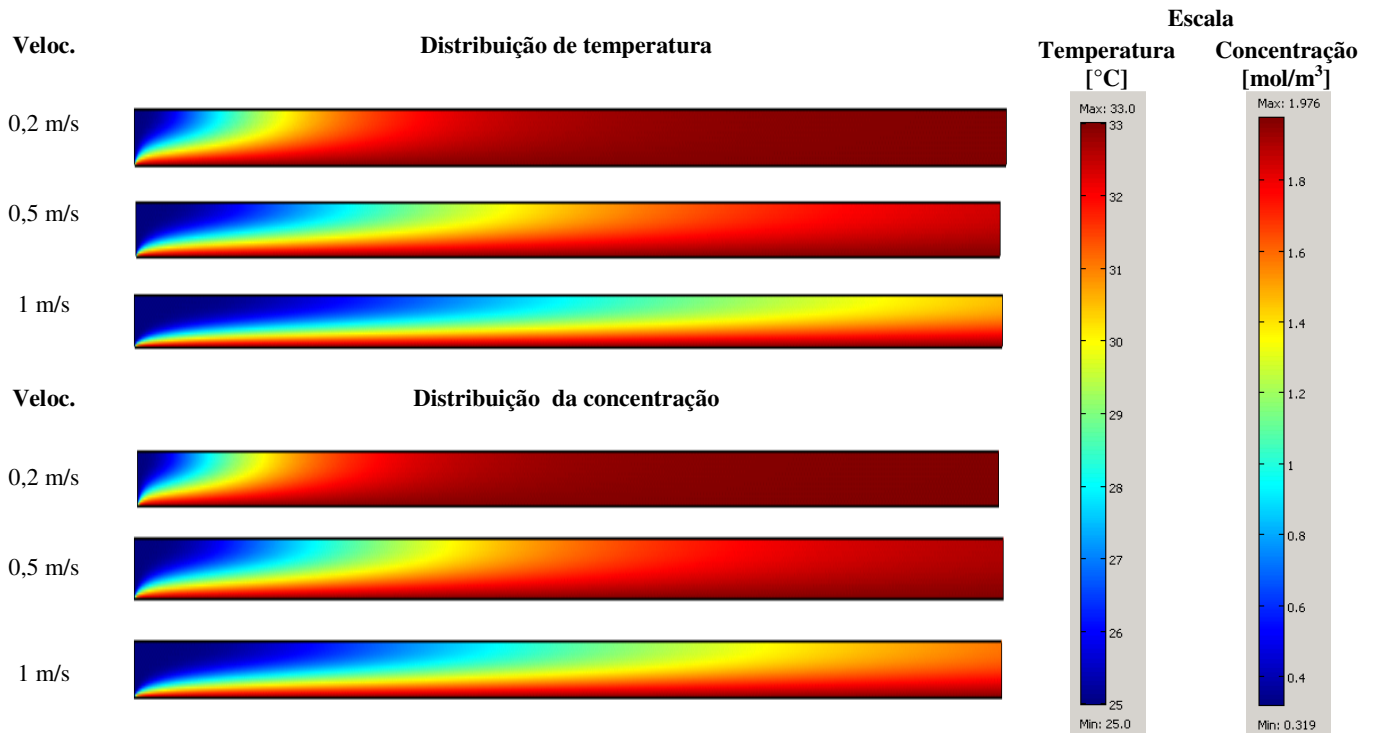 Escala
Veloc.
Distribuição de temperatura
Temperatura
[°C]
Concentração
[mol/m³]
Max: 33.0
Max: 1.976
0,2 m/s
0,5 m/s
1 m/s
33
32
31
30
29
28
27
26
25
Min: 25.0
1.8
1.6
1.4
1.2
1
0.8
0.6
0.4
Min: 0.319
Veloc.
Distribuição da concentração
0,2 m/s
0,5 m/s
1 m/s